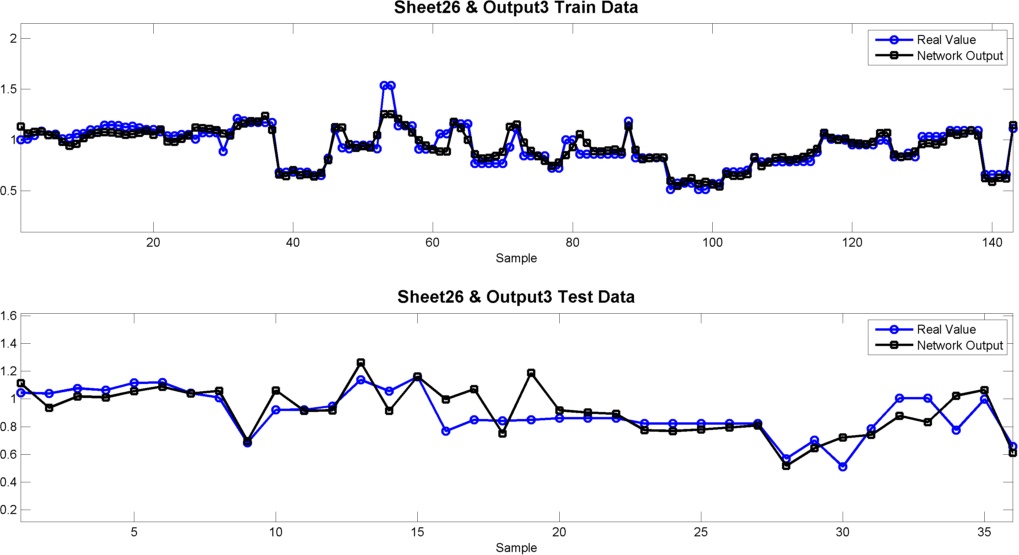 Sheet26 & Output3 Train Data
2
1.5
1
0.5
Real Value
Network Output
20 40 60 80 100 120 140
Sample
Sheet26 & Output3 Test Data
1.6
1.4
1.2
1
0.8
0.6
0.4
0.2
Real Value
Network Output
5 10 15 20 25 30 35
Sample